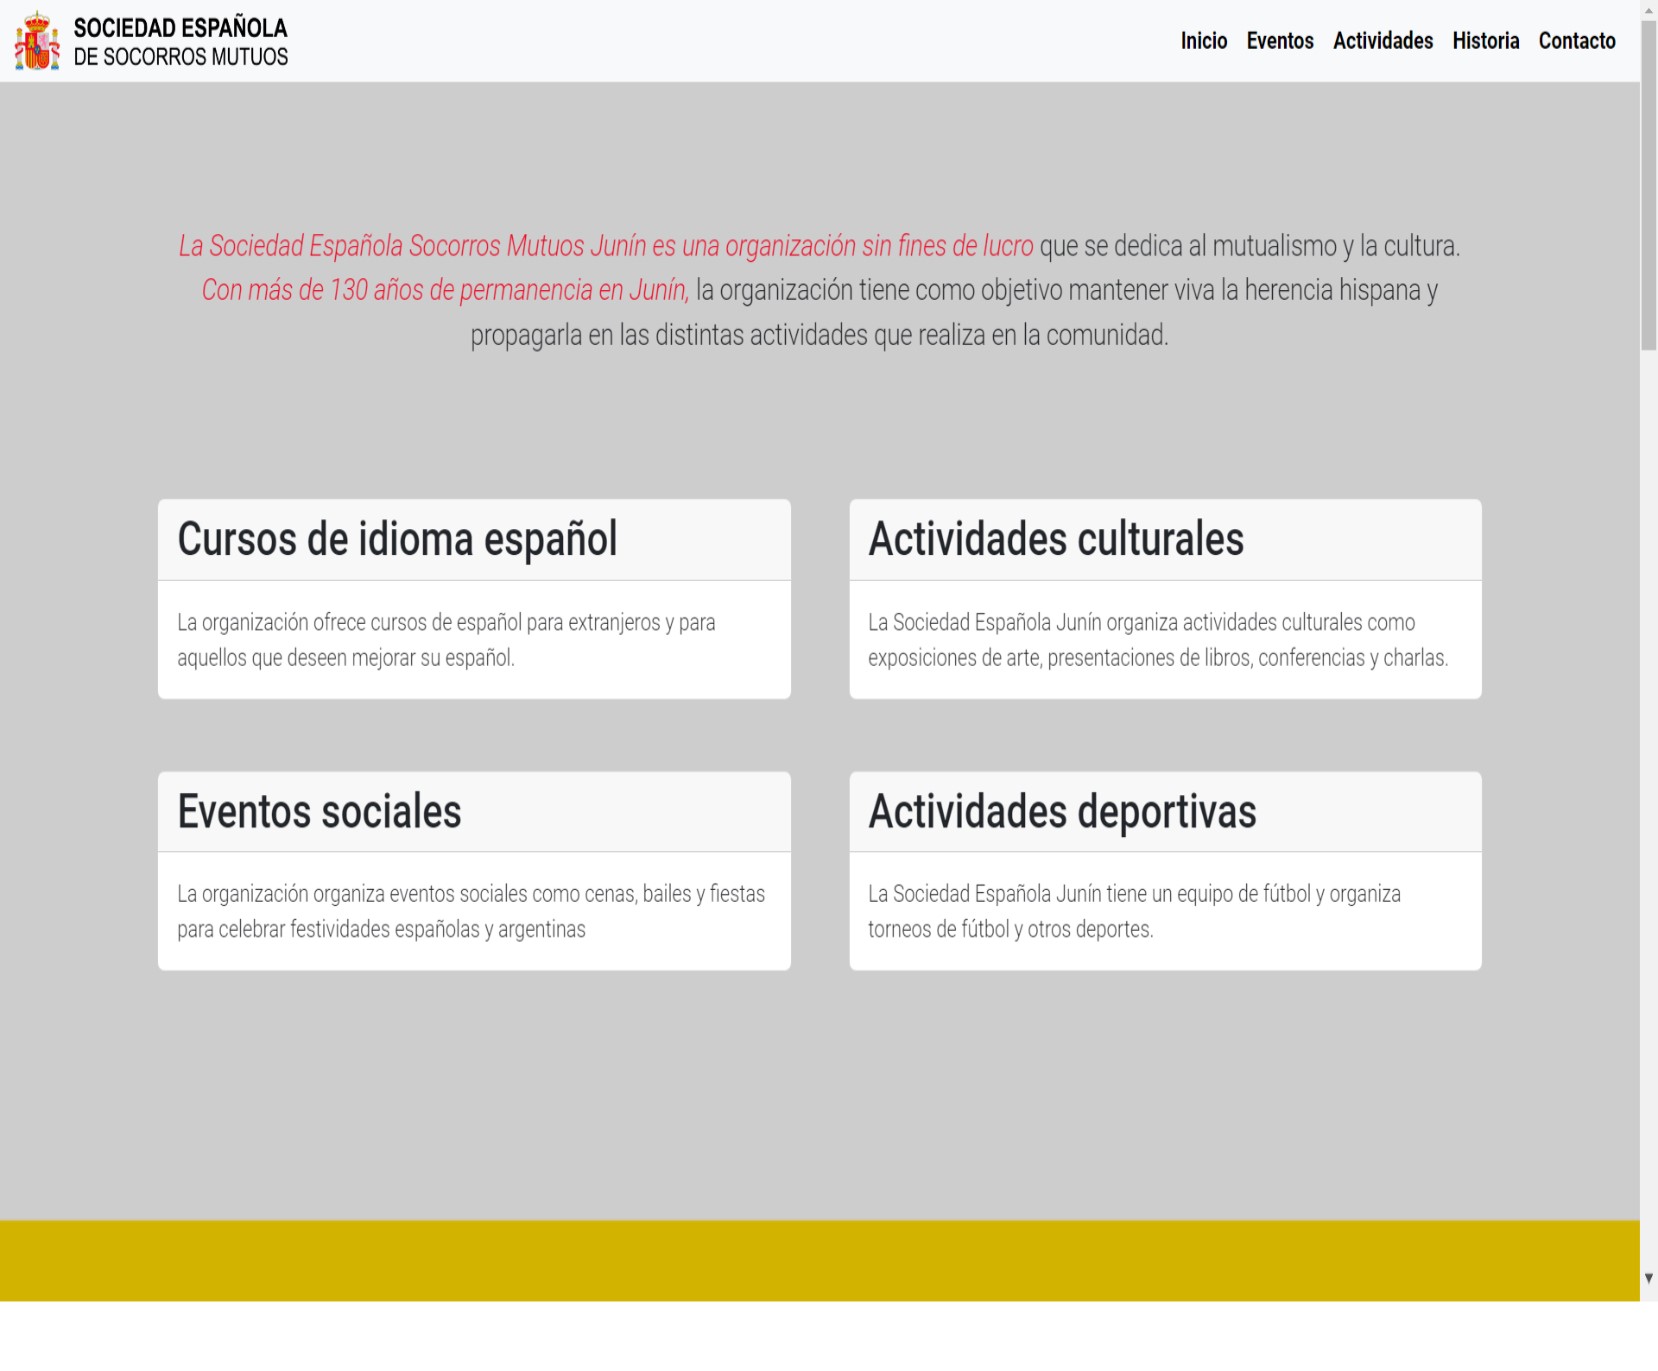 SOCIEDAD ESPAÑOLA
DE SOCORROS MUTUOS
Inicio Eventos Actividades Historia Contacto
La Sociedad Española Socorros Mutuos Junín es una organización sin fines de lucro que se dedica al mutualismo y la cultura.
Con más de 130 años de permanencia en Junín, la organización tiene como objetivo mantener viva la herencia hispana y
propagarla en las distintas actividades que realiza en la comunidad.
Cursos de idioma español
La organización ofrece cursos de español para extranjeros y para
aquellos que deseen mejorar su español.
Actividades culturales
La Sociedad Española Junín organiza actividades culturales como
exposiciones de arte, presentaciones de libros, conferencias y charlas.
Eventos sociales
La organización organiza eventos sociales como cenas, bailes y fiestas
para celebrar festividades españolas y argentinas
Actividades deportivas
La Sociedad Española Junín tiene un equipo de fútbol y organiza
torneos de fútbol y otros deportes.